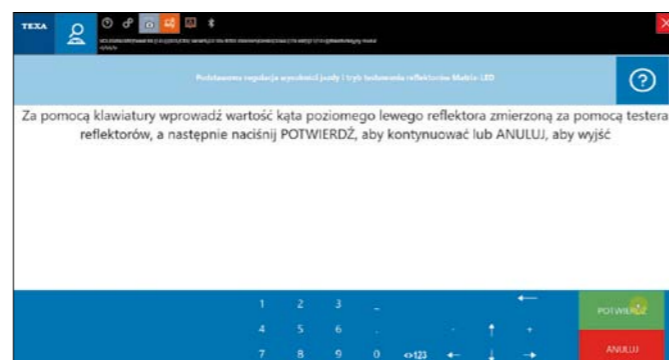 TEXA
Podstawowa regulacja wysokości jazdy i tryb testowania reflektorów Matrix-LED
Za pomocą klawiatury wprowadź wartość kąta poziomego lewego reflektora zmierzoną za pomocą testera
reflektorów, a następnie naciśnij POTWIERDŹ, aby kontynuować lub ANULUJ, aby wyjść
1 2 3 _
4 5 6 . - +
7 8 9 0 <>123
POTWIERDŹ
ANULUJ